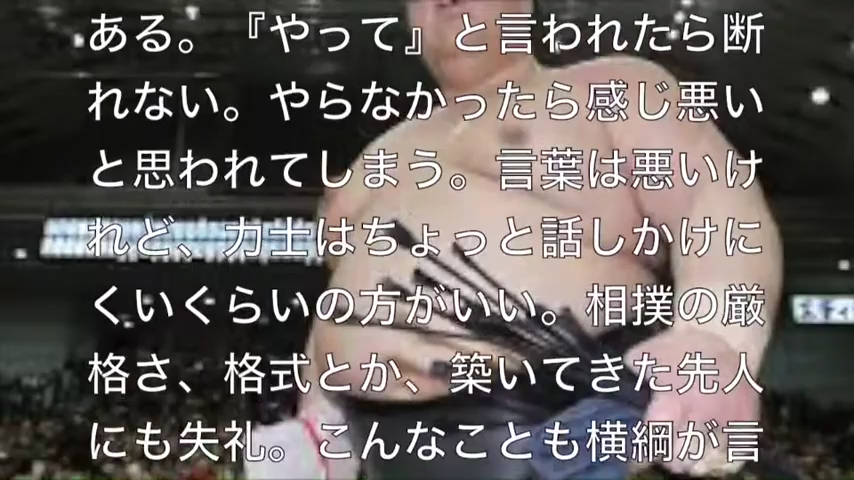 ある。『やって』と言われたら断
れない。やらなかったら感じ悪い
と思われてしまう。言葉は悪いけ
れど、力士はちょっと話しかけに
くいくらいの方がいい。相撲の厳
格さ、格式とか、築いてきた先人
にも失礼。こんなことも横綱が言